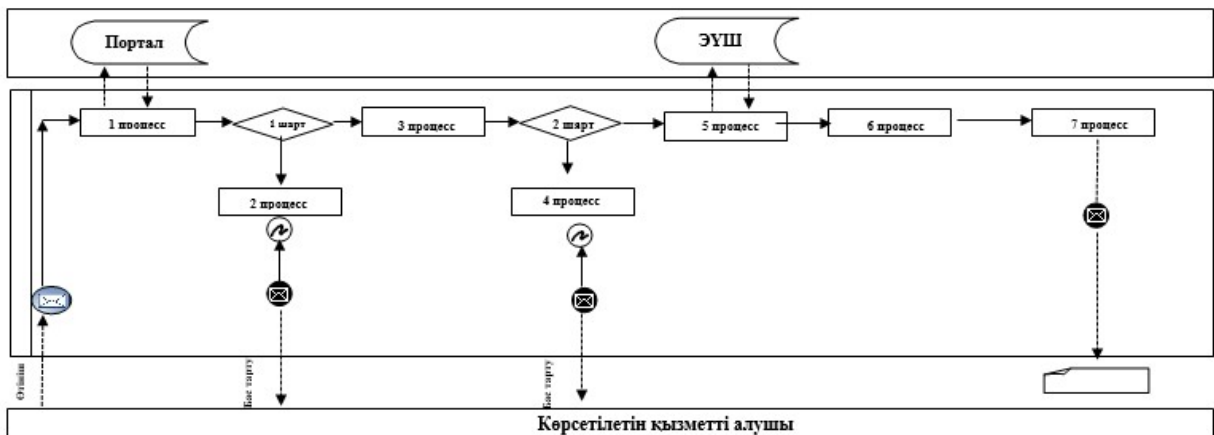 Портал
ЭҮШ
1 процесс
1 шарт
3 процесс
2 шарт
5 процесс
6 процесс
7 процесс
2 процесс
4 процесс
Өтініш
Бас тарту
Бас тарту
Көрсетілетін қызметті алушы